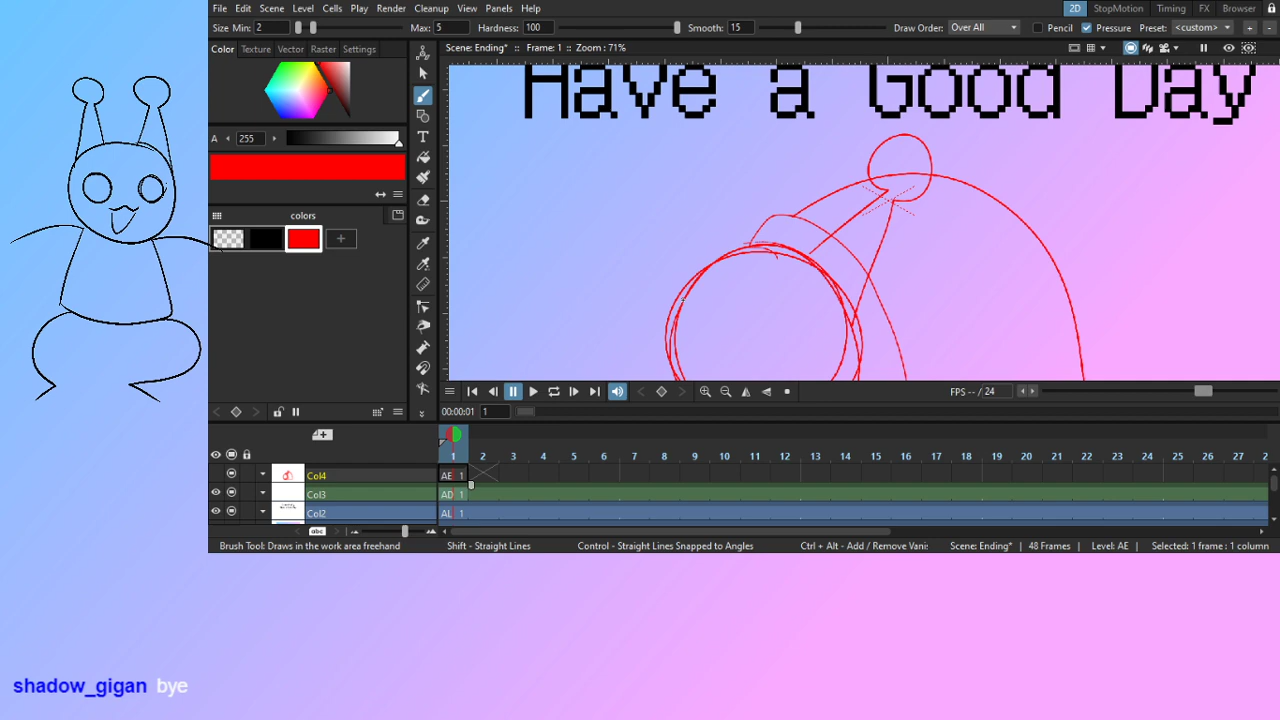 File Edit Scene Level Cells Play Render Cleanup View Panels Help 2D StopMotion Timing FX Browser
Size Min: 2 Max: 5 Hardness: 100 Smooth: 15 Draw Order: Over All Pencil Pressure Preset: <custom> + -
Color Texture Vector Raster Settings
Scene: Ending* :: Frame: 1 :: Zoom : 71%
Have a Good Day
A 255
colors
FPS -- / 24
00:00:01 1
1 2 3 4 5 6 7 8 9 10 11 12 13 14 15 16 17 18 19 20 21 22 23 24 25 26 27 2
Col4 AE 1
Col3 AD 1
Col2 AL 1
abc
Brush Tool: Draws in the work area freehand Shift - Straight Lines Control - Straight Lines Snapped to Angles Ctrl + Alt - Add / Remove Vani: Scene: Ending* | 48 Frames | Level: AE | Selected: 1 frame : 1 column
shadow_gigan bye